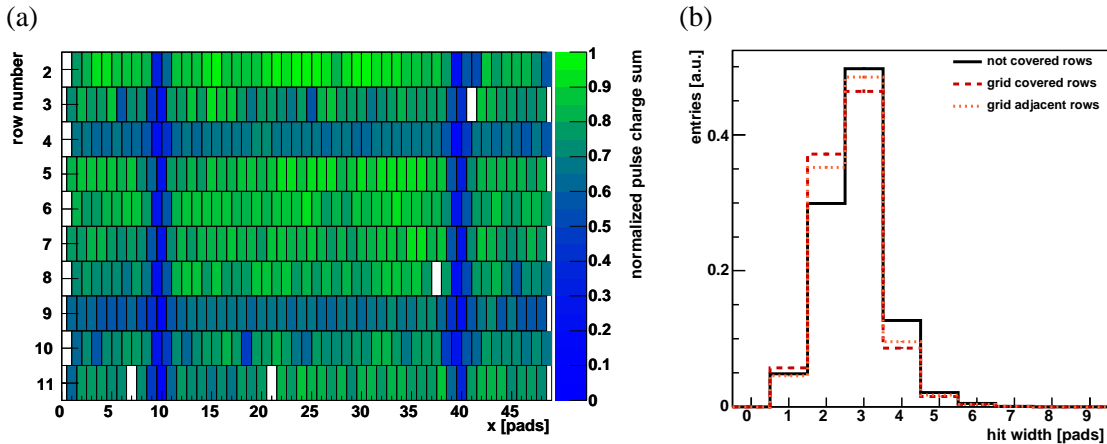 (a)
row number
2
3
4
5
6
7
8
9
10
11
0 5 10 15 20 25 30 35 40 45
x [pads]
1
0.9
0.8
0.7
0.6
0.5
0.4
0.3
0.2
0.1
0
normalized pulse charge sum
(b)
entries [a.u.]
0.4
0.2
0
not covered rows
grid covered rows
grid adjacent rows
0 1 2 3 4 5 6 7 8 9
hit width [pads]